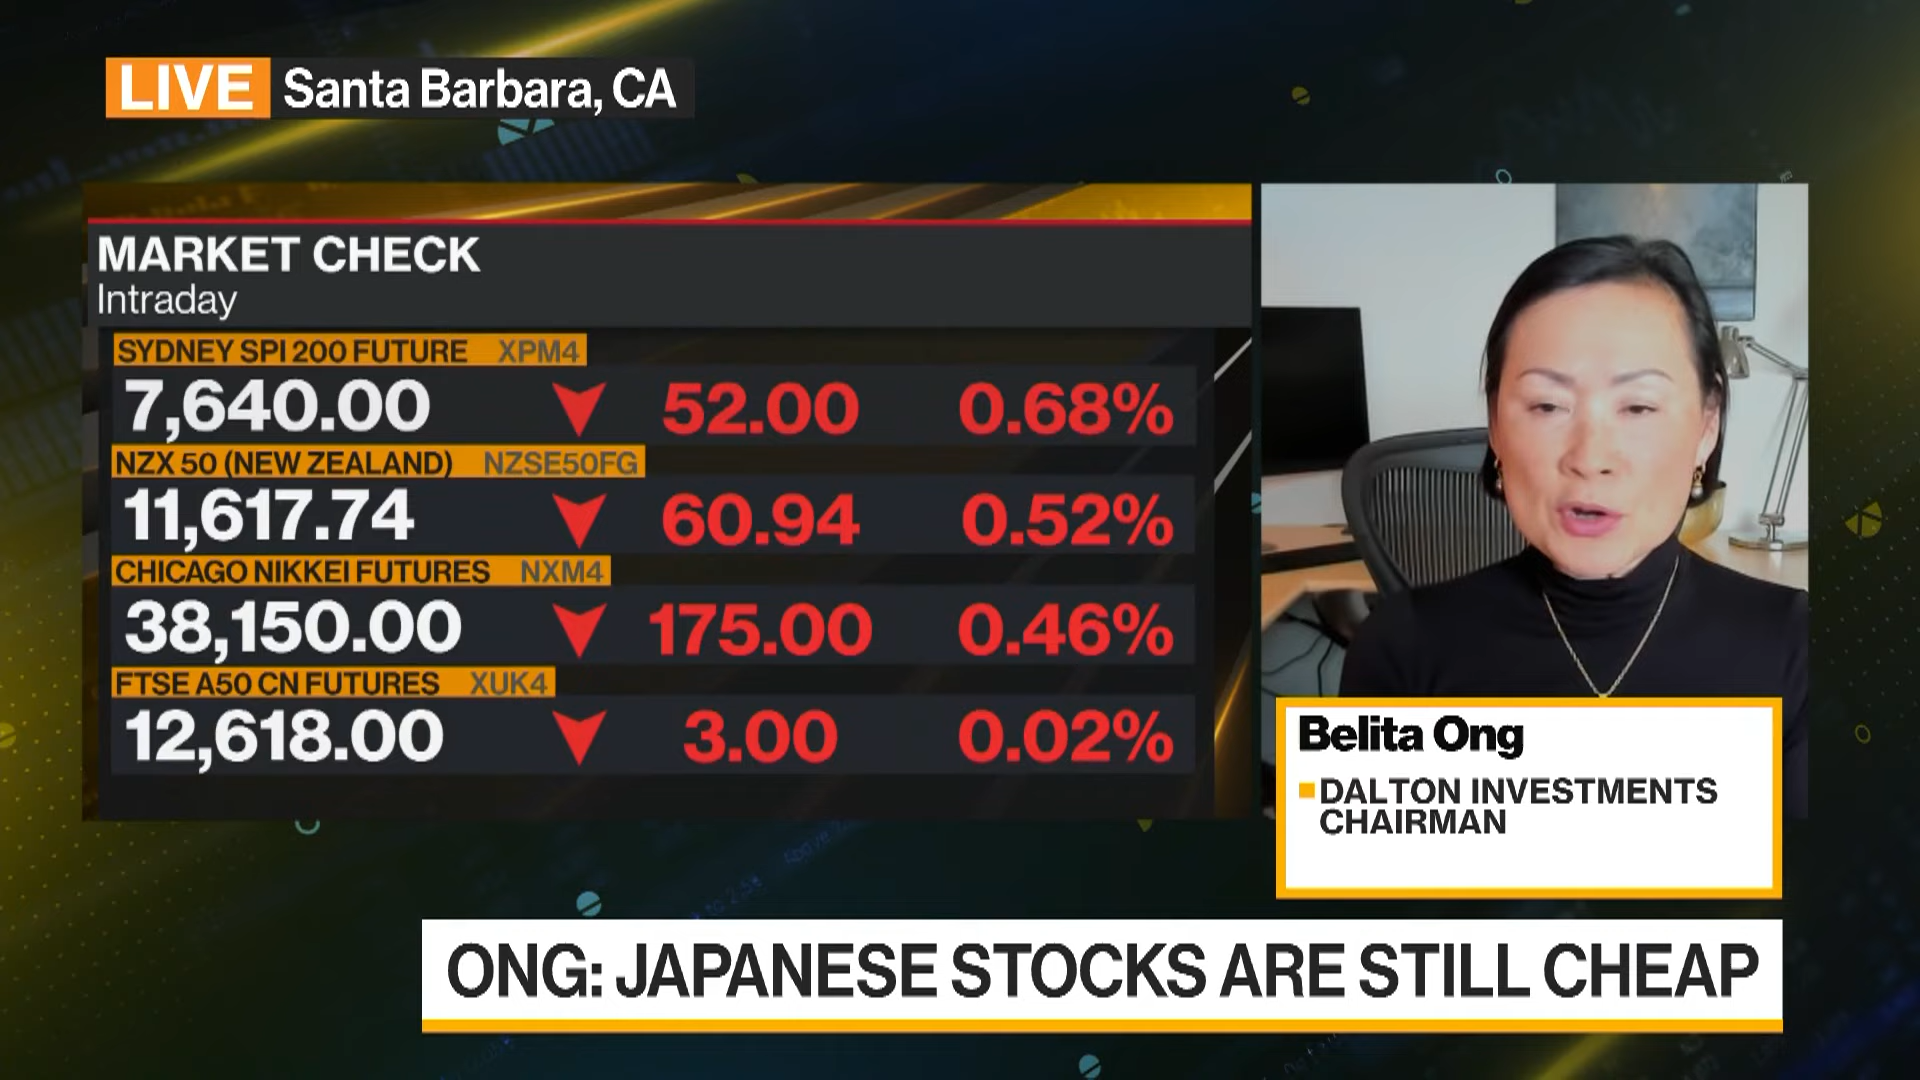 LIVE Santa Barbara, CA
MARKET CHECK
Intraday
SYDNEY SPI 200 FUTURE XPM4
7,640.00 52.00 0.68%
NZX 50 (NEW ZEALAND) NZSE50FG
11,617.74 60.94 0.52%
CHICAGO NIKKEI FUTURES NXM4
38,150.00 175.00 0.46%
FTSE A50 CN FUTURES XUK4
12,618.00 3.00 0.02%
Belita Ong
DALTON INVESTMENTS
CHAIRMAN
ONG: JAPANESE STOCKS ARE STILL CHEAP